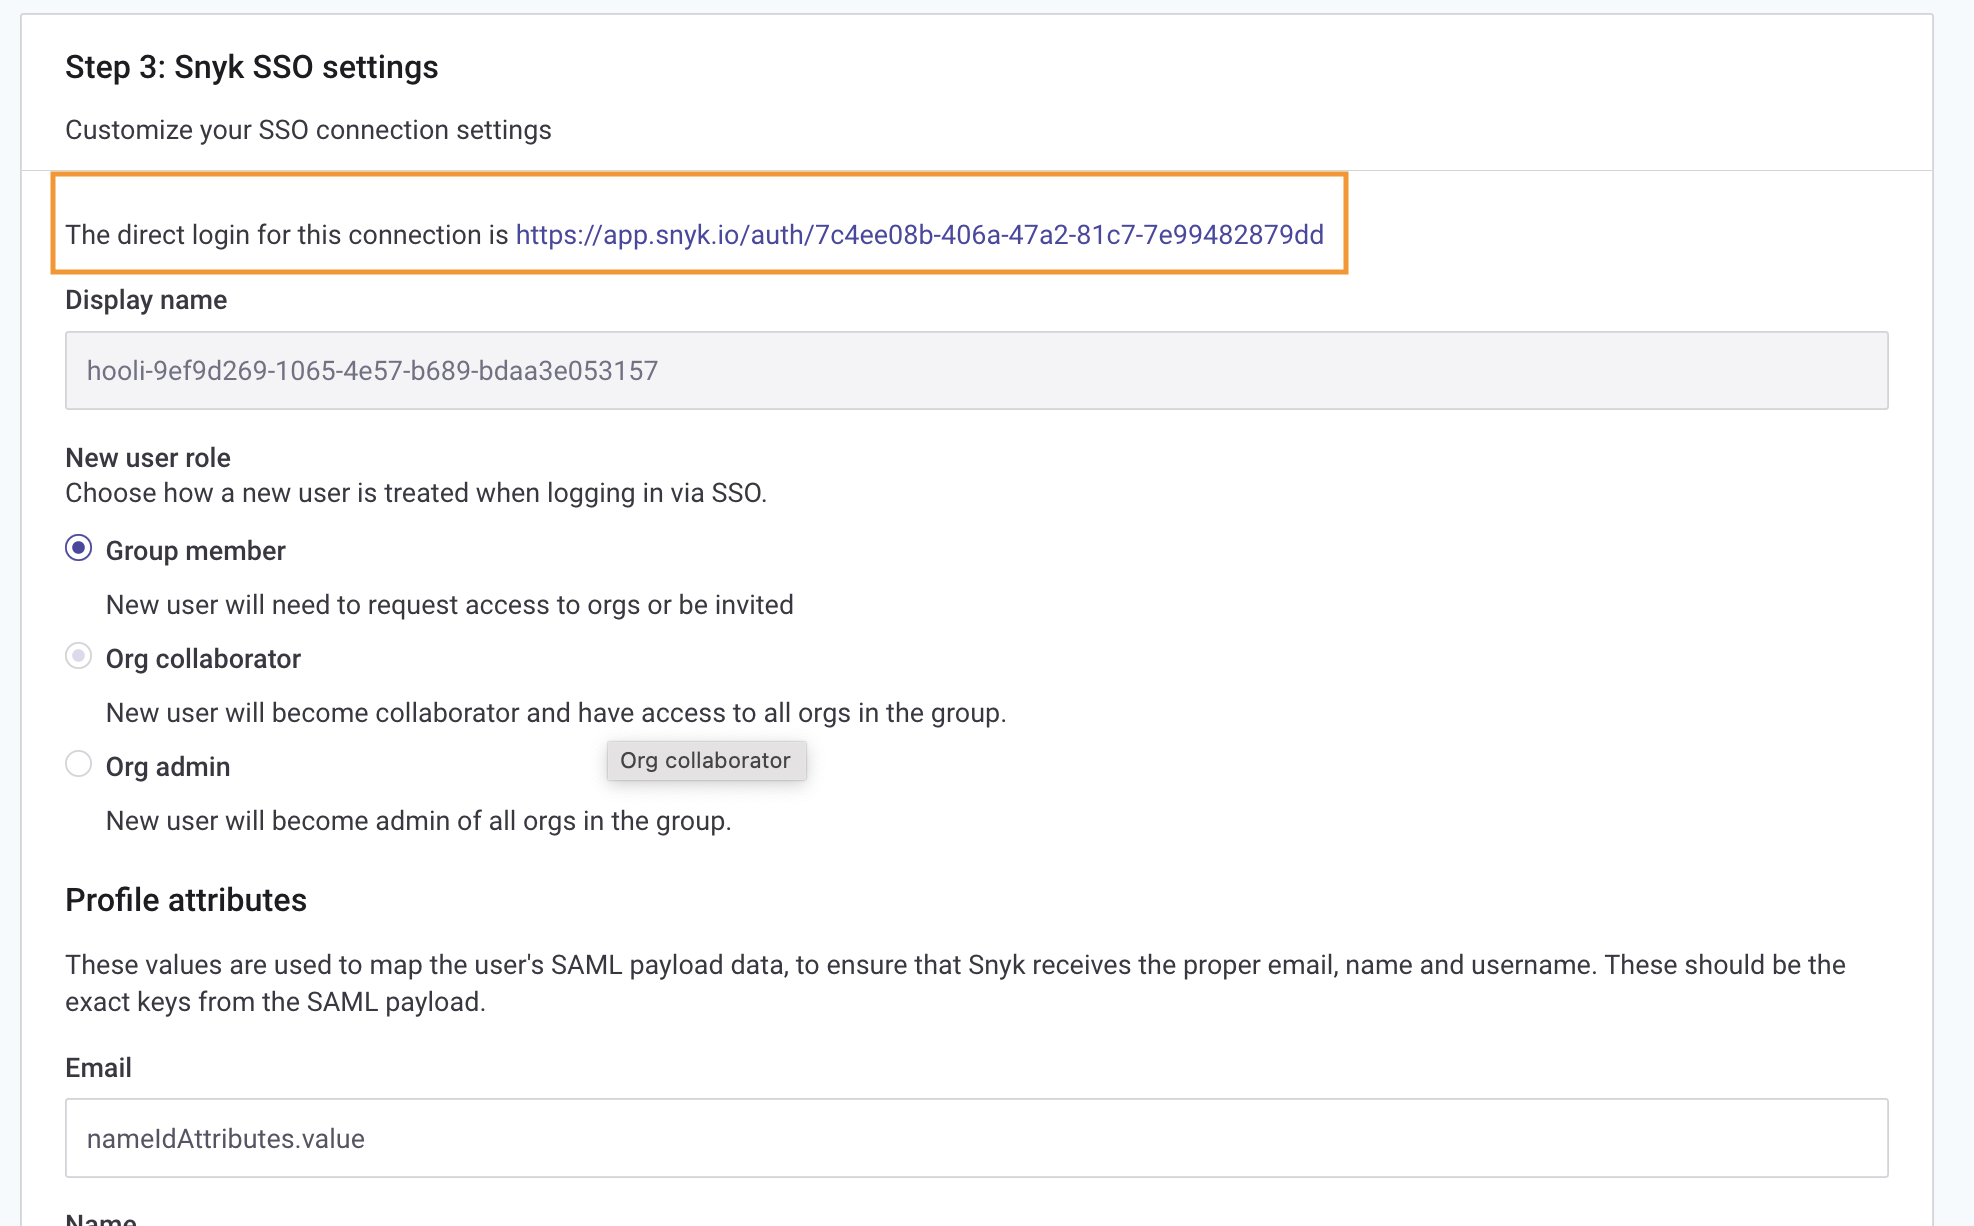 Step 3: Snyk SSO settings
Customize your SSO connection settings
The direct login for this connection is https://app.snyk.io/auth/7c4ee08b-406a-47a2-81c7-7e99482879dd
Display name
hooli-9ef9d269-1065-4e57-b689-bdaa3e053157
New user role
Choose how a new user is treated when logging in via SSO.
Group member
New user will need to request access to orgs or be invited
Org collaborator
New user will become collaborator and have access to all orgs in the group.
Org collaborator
Org admin
New user will become admin of all orgs in the group.
Profile attributes
These values are used to map the user's SAML payload data, to ensure that Snyk receives the proper email, name and username. These should be the
exact keys from the SAML payload.
Email
nameIdAttributes.value
Name